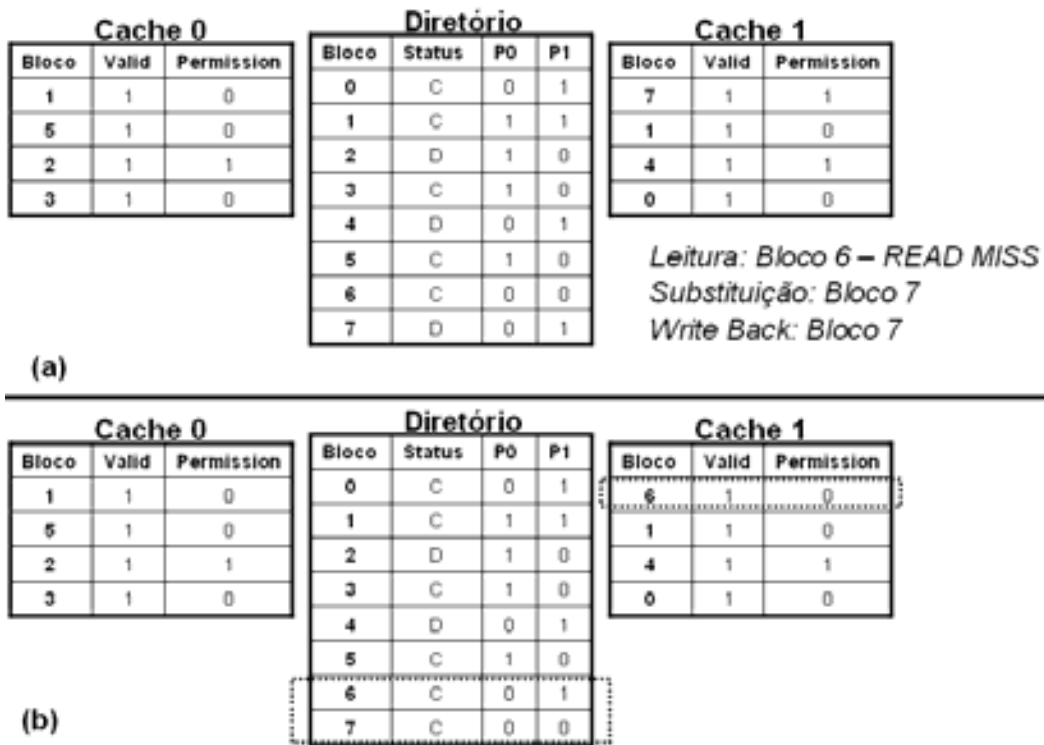 Cache 0
Bloco Valid Permission
1 1 0
5 1 0
2 1 1
3 1 0
Diretório
Bloco Status P0 P1
0 C 0 1
1 C 1 1
2 D 1 0
3 C 1 0
4 D 0 1
5 C 1 0
6 C 0 0
7 D 0 1
Cache 1
Bloco Valid Permission
7 1 1
1 1 0
4 1 1
0 1 0
Leitura: Bloco 6 – READ MISS
Substituição: Bloco 7
Write Back: Bloco 7
(a)
Cache 0
Bloco Valid Permission
1 1 0
5 1 0
2 1 1
3 1 0
Diretório
Bloco Status P0 P1
0 C 0 1
1 C 1 1
2 D 1 0
3 C 1 0
4 D 0 1
5 C 1 0
6 C 0 1
7 C 0 0
Cache 1
Bloco Valid Permission
6 1 0
1 1 0
4 1 1
0 1 0
(b)